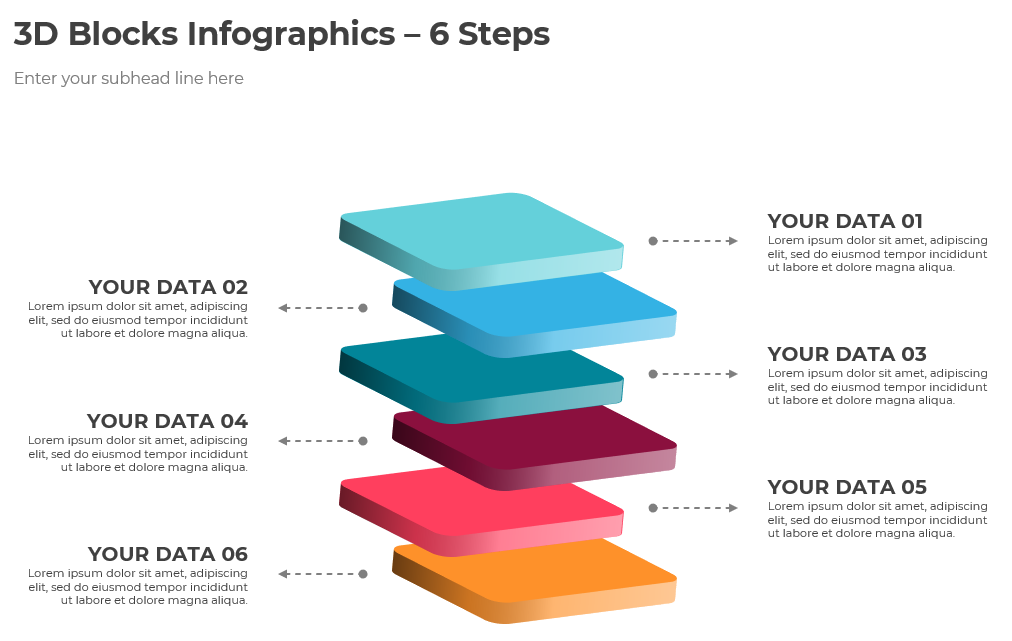 3D Blocks Infographics – 6 Steps
Enter your subhead line here
YOUR DATA 01
Lorem ipsum dolor sit amet, adipiscing
elit, sed do eiusmod tempor incididunt
ut labore et dolore magna aliqua.
YOUR DATA 02
Lorem ipsum dolor sit amet, adipiscing
elit, sed do eiusmod tempor incididunt
ut labore et dolore magna aliqua.
YOUR DATA 03
Lorem ipsum dolor sit amet, adipiscing
elit, sed do eiusmod tempor incididunt
ut labore et dolore magna aliqua.
YOUR DATA 04
Lorem ipsum dolor sit amet, adipiscing
elit, sed do eiusmod tempor incididunt
ut labore et dolore magna aliqua.
YOUR DATA 05
Lorem ipsum dolor sit amet, adipiscing
elit, sed do eiusmod tempor incididunt
ut labore et dolore magna aliqua.
YOUR DATA 06
Lorem ipsum dolor sit amet, adipiscing
elit, sed do eiusmod tempor incididunt
ut labore et dolore magna aliqua.